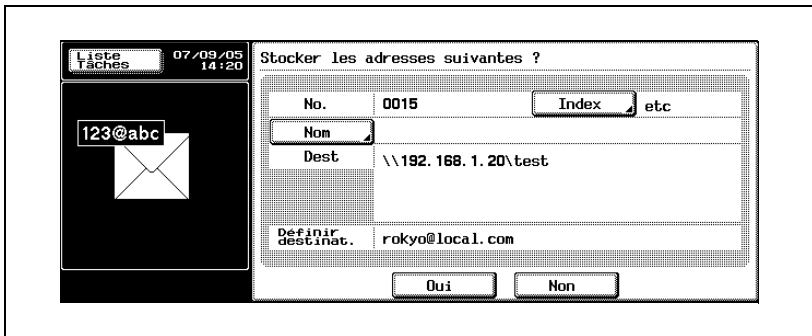 Liste Tâches
07/09/05
14:20
123@abc
Stocker les adresses suivantes ?
No. 0015 Index etc
Nom
Dest \\192.168.1.20\test
Définir destinat. rokyo@local.com
Oui Non